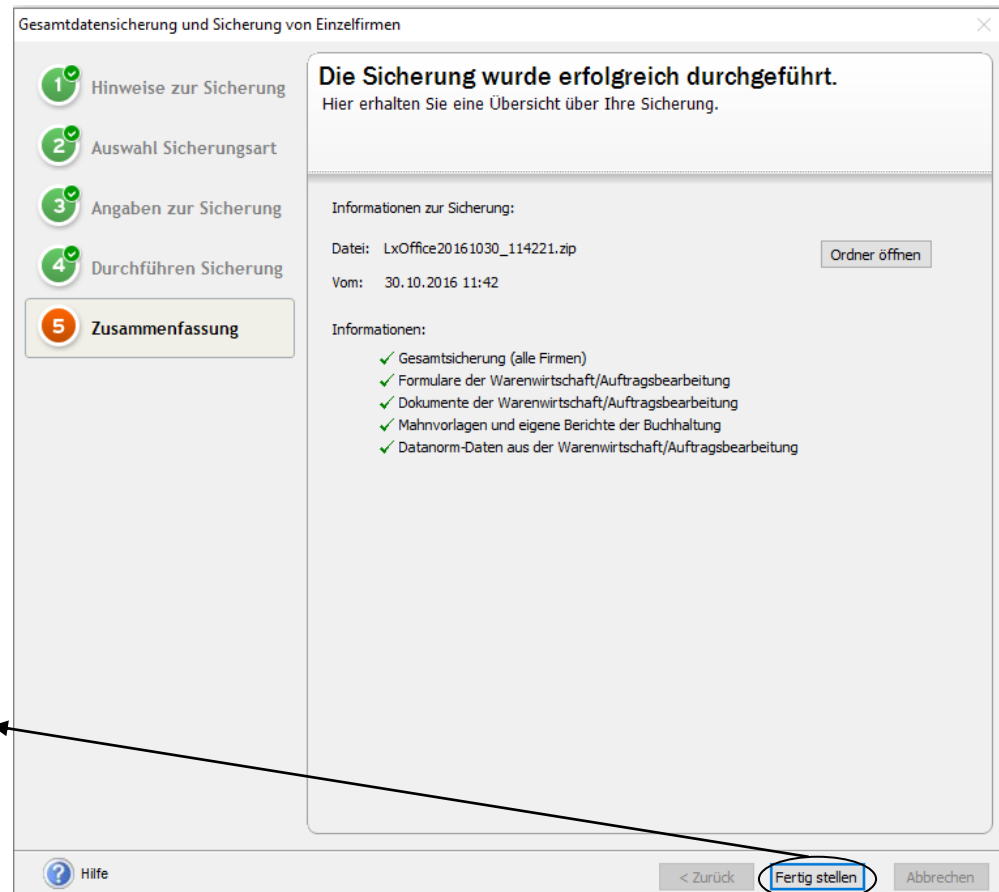 Gesamtdatensicherung und Sicherung von Einzelfirmen
1 Hinweise zur Sicherung
2 Auswahl Sicherungsart
3 Angaben zur Sicherung
4 Durchführen Sicherung
5 Zusammenfassung
Die Sicherung wurde erfolgreich durchgeführt.
Hier erhalten Sie eine Übersicht über Ihre Sicherung.
Informationen zur Sicherung:
Datei: LxOffice20161030_114221.zip
Ordner öffnen
Vom: 30.10.2016 11:42
Informationen:
Gesamtsicherung (alle Firmen)
Formulare der Warenwirtschaft/Auftragsbearbeitung
Dokumente der Warenwirtschaft/Auftragsbearbeitung
Mahnvorlagen und eigene Berichte der Buchhaltung
Datanorm-Daten aus der Warenwirtschaft/Auftragsbearbeitung
? Hilfe
< Zurück Fertig stellen Abbrechen